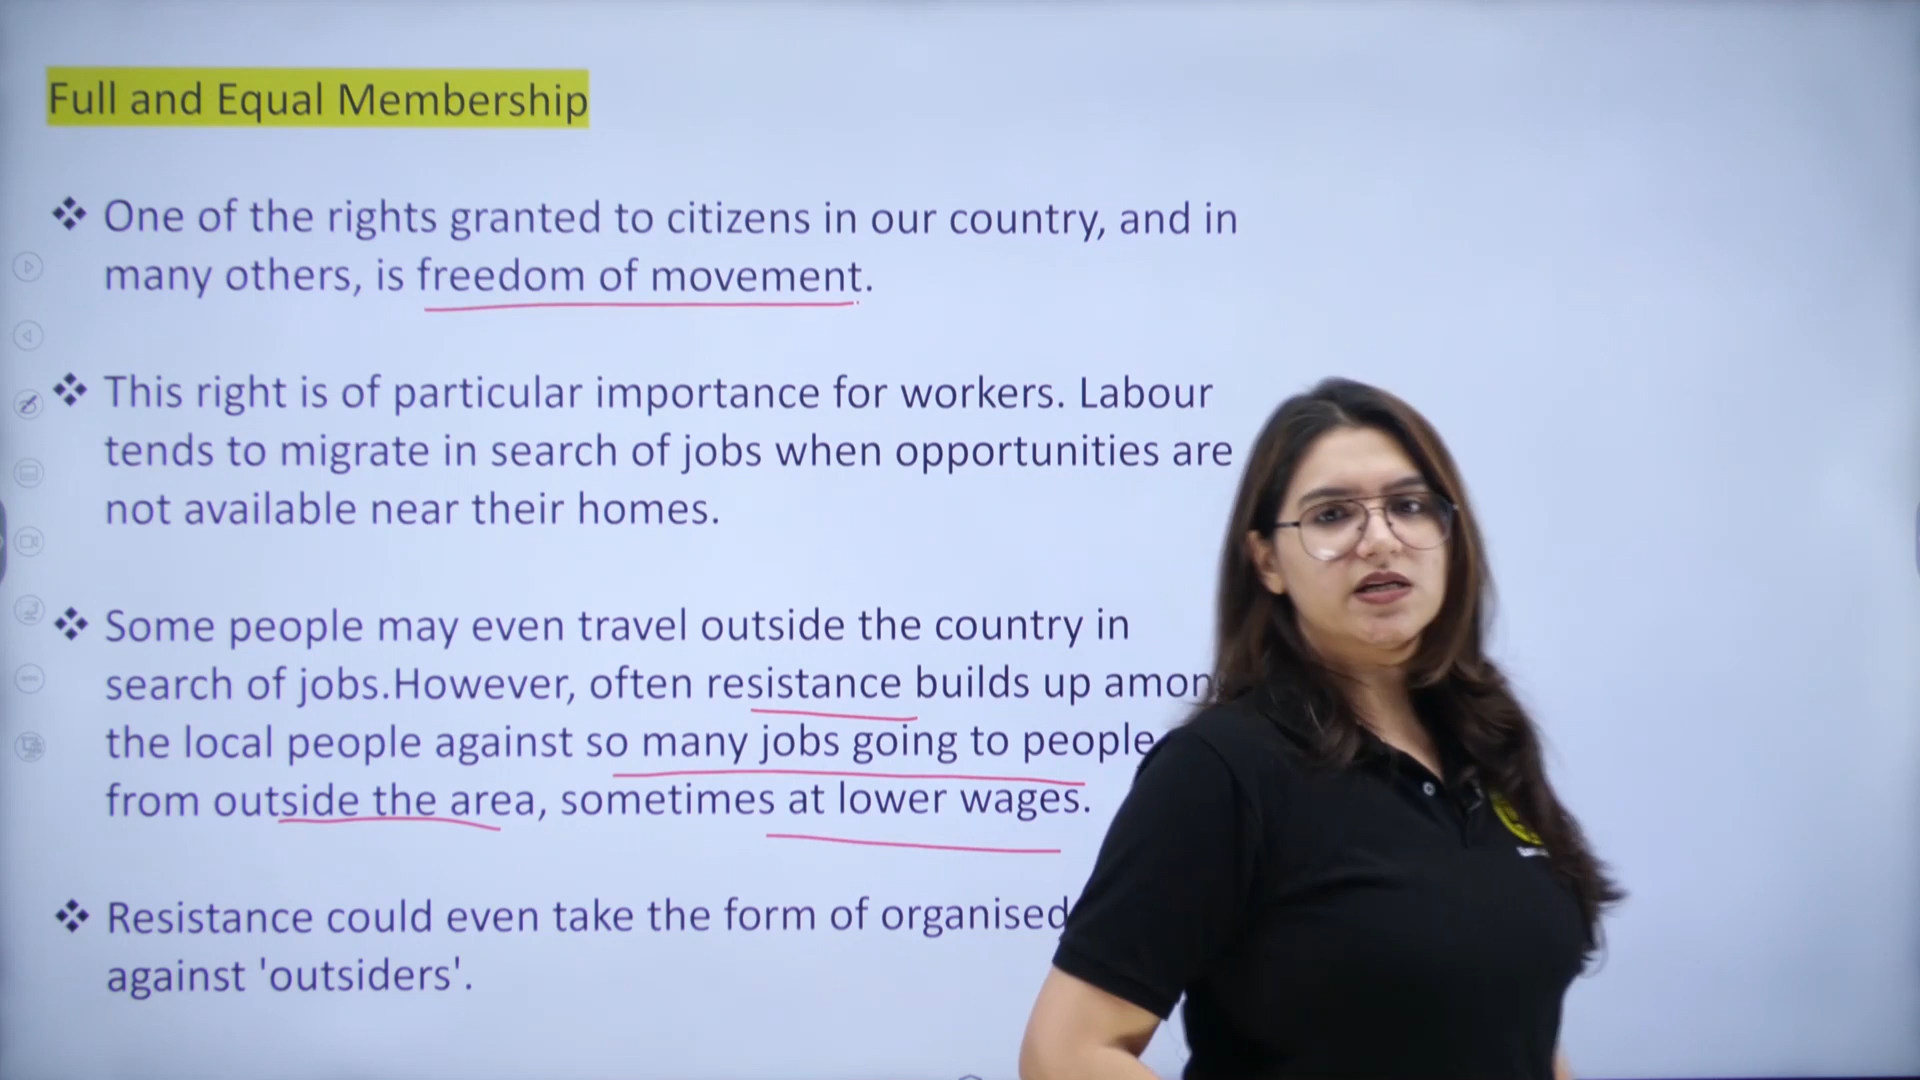 Full and Equal Membership
❖ One of the rights granted to citizens in our country, and in
many others, is freedom of movement.
❖ This right is of particular importance for workers. Labour
tends to migrate in search of jobs when opportunities are
not available near their homes.
❖ Some people may even travel outside the country in
search of jobs.However, often resistance builds up amon
the local people against so many jobs going to people
from outside the area, sometimes at lower wages.
❖ Resistance could even take the form of organised
against 'outsiders'.